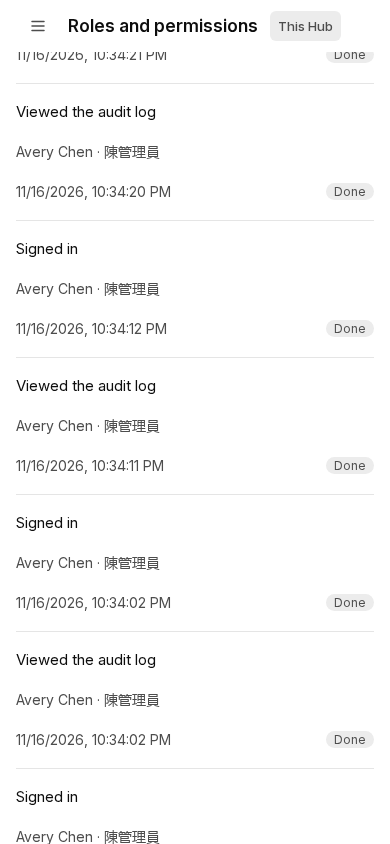 Roles and permissions This Hub
11/16/2026, 10:34:21 PM Done
Viewed the audit log
Avery Chen · 陳管理員
11/16/2026, 10:34:20 PM Done
Signed in
Avery Chen · 陳管理員
11/16/2026, 10:34:12 PM Done
Viewed the audit log
Avery Chen · 陳管理員
11/16/2026, 10:34:11 PM Done
Signed in
Avery Chen · 陳管理員
11/16/2026, 10:34:02 PM Done
Viewed the audit log
Avery Chen · 陳管理員
11/16/2026, 10:34:02 PM Done
Signed in
Avery Chen · 陳管理員